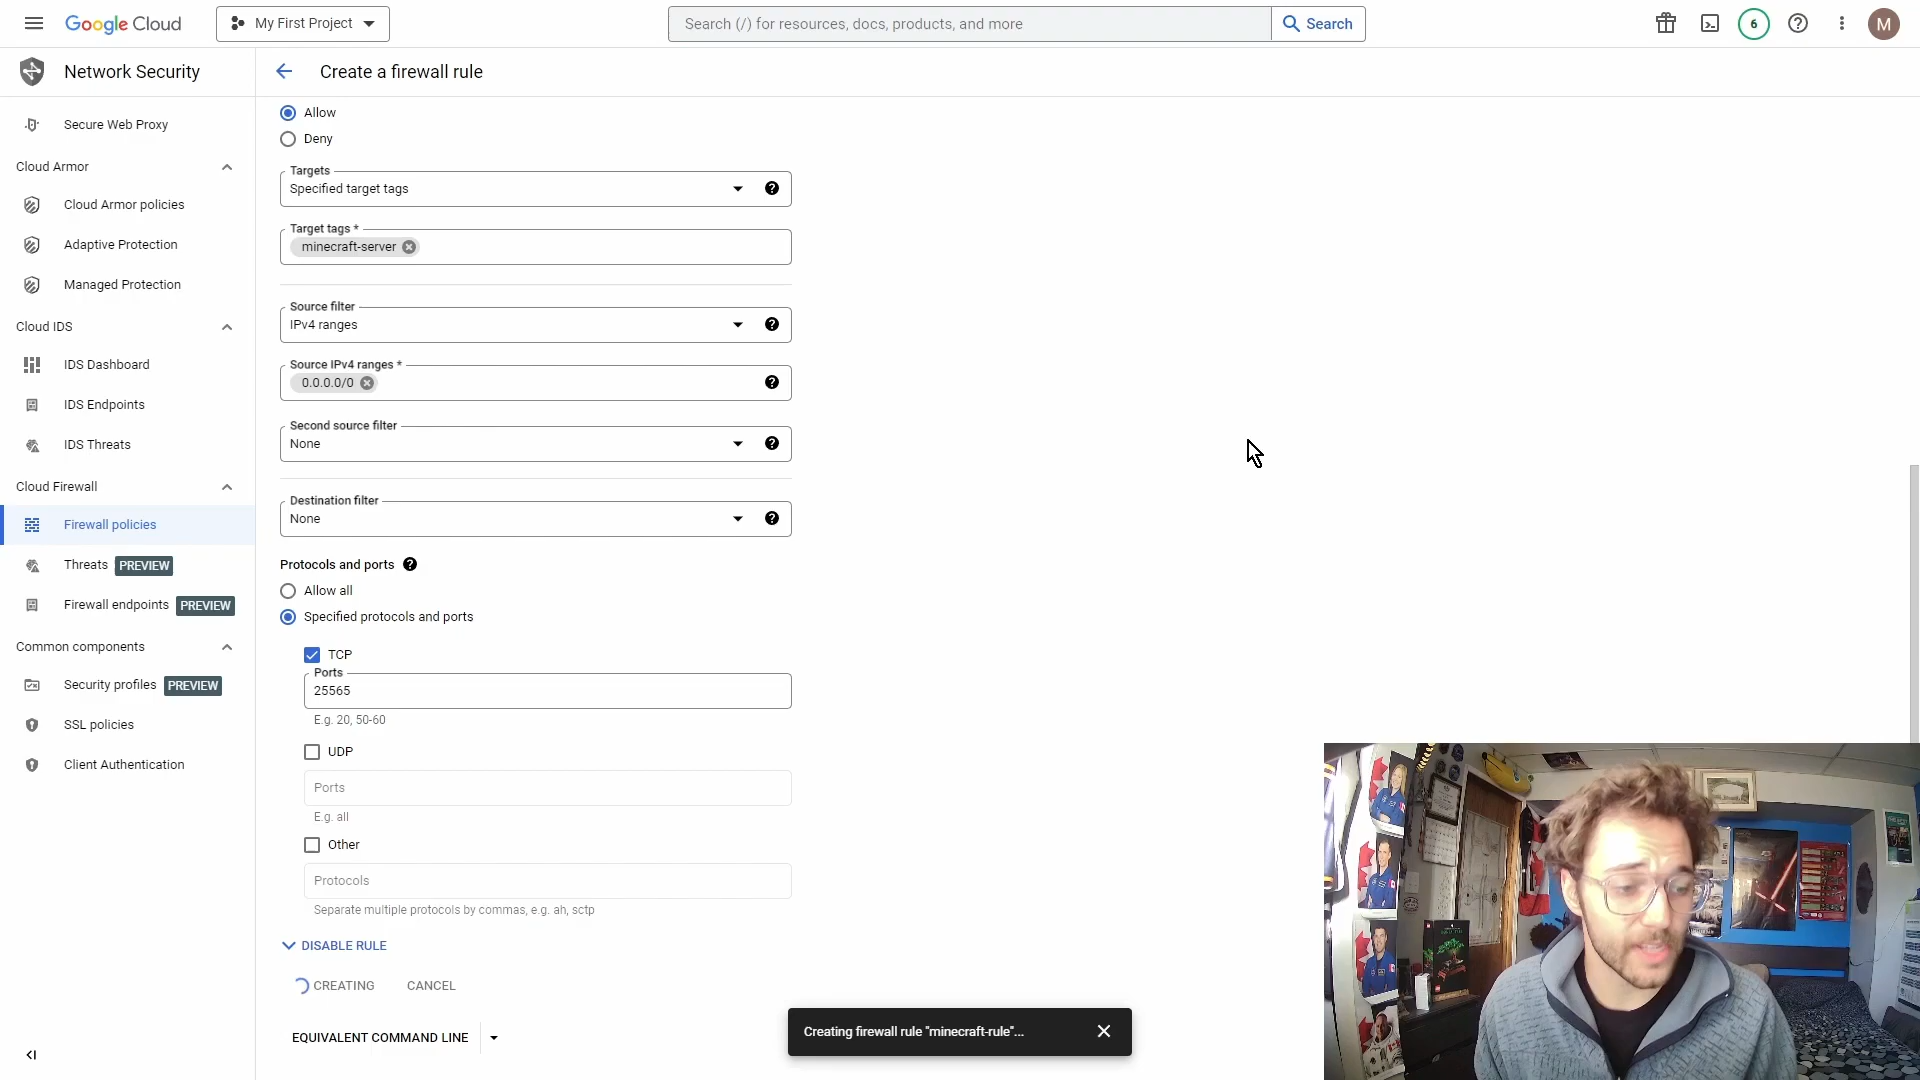 Google Cloud
My First Project
Search (/) for resources, docs, products, and more
Search
6
M
Network Security
Create a firewall rule
Secure Web Proxy
Cloud Armor
Cloud Armor policies
Adaptive Protection
Managed Protection
Cloud IDS
IDS Dashboard
IDS Endpoints
IDS Threats
Cloud Firewall
Firewall policies
Threats PREVIEW
Firewall endpoints PREVIEW
Common components
Security profiles PREVIEW
SSL policies
Client Authentication
Allow
Deny
Targets
Specified target tags
Target tags *
minecraft-server
Source filter
IPv4 ranges
Source IPv4 ranges *
0.0.0.0/0
Second source filter
None
Destination filter
None
Protocols and ports
Allow all
Specified protocols and ports
TCP
Ports
25565
E.g. 20, 50-60
UDP
Ports
E.g. all
Other
Protocols
Separate multiple protocols by commas, e.g. ah, sctp
DISABLE RULE
CREATING CANCEL
EQUIVALENT COMMAND LINE
Creating firewall rule "minecraft-rule"...